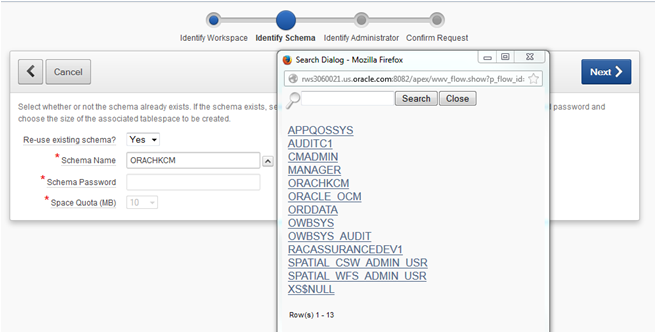 Identify Workspace Identify Schema Identify Administrator Confirm Request
Cancel
Next
Select whether or not the schema already exists. If the schema exists, se
l password and
choose the size of the associated tablespace to be created.
Re-use existing schema? Yes
* Schema Name ORACHKCM
* Schema Password
* Space Quota (MB) 10
Search Dialog - Mozilla Firefox
rws3060021.us.oracle.com:8082/apex/wwv_flow.show?p_flow_id=
Search Close
APPQOSSYS
AUDITC1
CMADMIN
MANAGER
ORACHKCM
ORACLE_OCM
ORDDATA
OWBSYS
OWBSYS_AUDIT
RACASSURANCEDEV1
SPATIAL_CSW_ADMIN_USR
SPATIAL_WFS_ADMIN_USR
XS$NULL
Row(s) 1 - 13